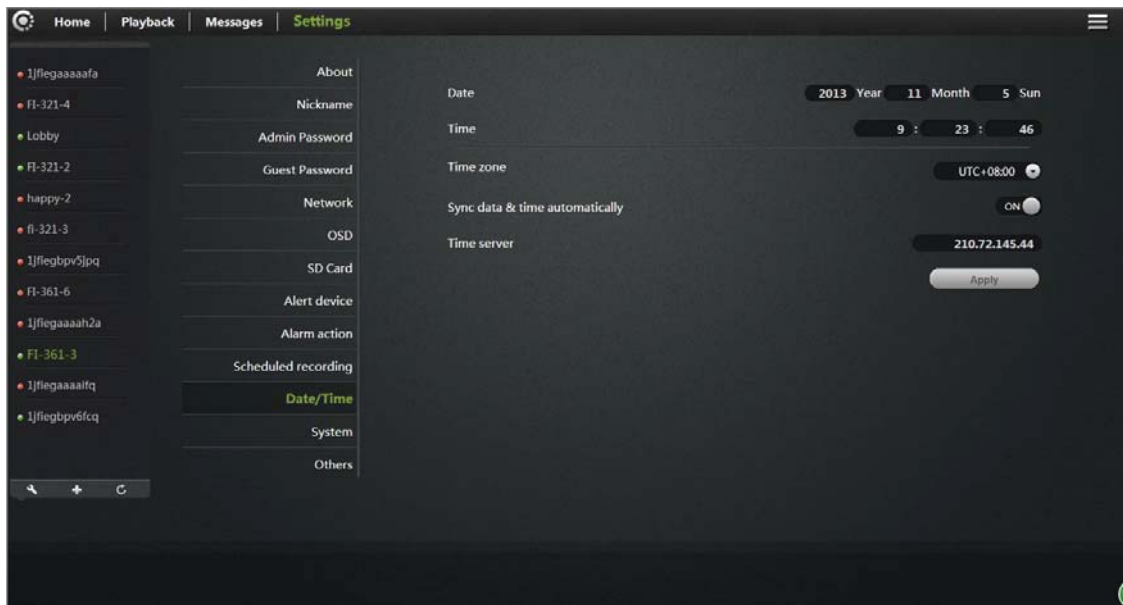 Home | Playback | Messages | Settings
1jfiegaaaaafa
FI-321-4
Lobby
FI-321-2
happy-2
fi-321-3
1jfiegbpv5jpq
FI-361-6
1jfiegaaaah2a
FI-361-3
1jfiegaaaalfq
1jfiegbpv6fcq
About
Nickname
Admin Password
Guest Password
Network
OSD
SD Card
Alert device
Alarm action
Scheduled recording
Date/Time
System
Others
Date 2013 Year 11 Month 5 Sun
Time 9 : 23 : 46
Time zone UTC+08:00
Sync data & time automatically ON
Time server 210.72.145.44
Apply